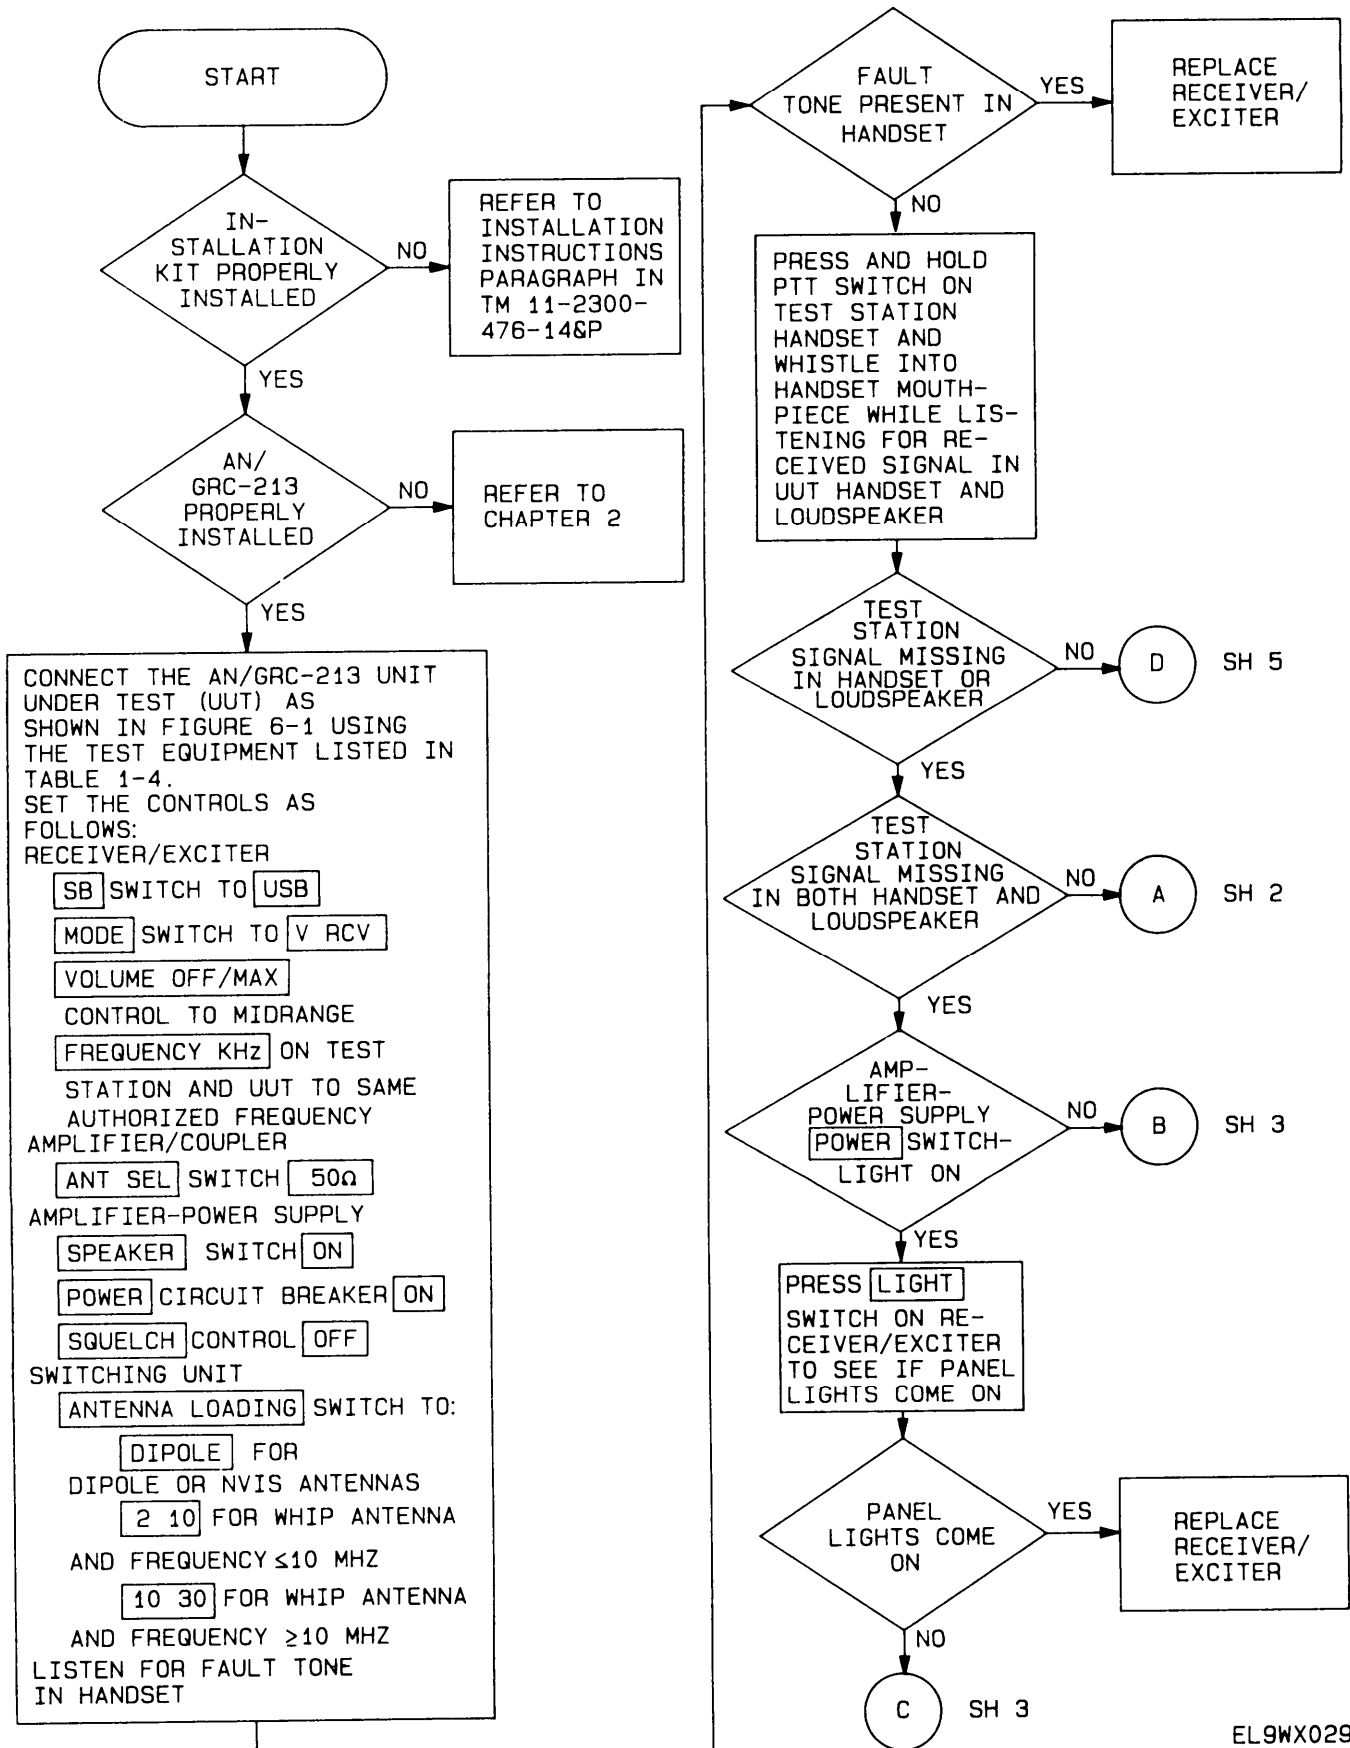 START
IN-
STALLATION
KIT PROPERLY
INSTALLED
NO
REFER TO
INSTALLATION
INSTRUCTIONS
PARAGRAPH IN
TM 11-2300-
476-14&P
YES
AN/
GRC-213
PROPERLY
INSTALLED
NO
REFER TO
CHAPTER 2
YES
CONNECT THE AN/GRC-213 UNIT
UNDER TEST (UUT) AS
SHOWN IN FIGURE 6-1 USING
THE TEST EQUIPMENT LISTED IN
TABLE 1-4.
SET THE CONTROLS AS
FOLLOWS:
RECEIVER/EXCITER
SB SWITCH TO USB
MODE SWITCH TO V RCV
VOLUME OFF/MAX
CONTROL TO MIDRANGE
FREQUENCY KHz ON TEST
STATION AND UUT TO SAME
AUTHORIZED FREQUENCY
AMPLIFIER/COUPLER
ANT SEL SWITCH 50Ω
AMPLIFIER-POWER SUPPLY
SPEAKER SWITCH ON
POWER CIRCUIT BREAKER ON
SQUELCH CONTROL OFF
SWITCHING UNIT
ANTENNA LOADING SWITCH TO:
DIPOLE FOR
DIPOLE OR NVIS ANTENNAS
2 10 FOR WHIP ANTENNA
AND FREQUENCY ≤10 MHZ
10 30 FOR WHIP ANTENNA
AND FREQUENCY ≥10 MHZ
LISTEN FOR FAULT TONE
IN HANDSET
FAULT
TONE PRESENT IN
HANDSET
YES
REPLACE
RECEIVER/
EXCITER
NO
PRESS AND HOLD
PTT SWITCH ON
TEST STATION
HANDSET AND
WHISTLE INTO
HANDSET MOUTH-
PIECE WHILE LIS-
TENING FOR RE-
CEIVED SIGNAL IN
UUT HANDSET AND
LOUDSPEAKER
TEST
STATION
SIGNAL MISSING
IN HANDSET OR
LOUDSPEAKER
NO
D
SH 5
YES
TEST
STATION
SIGNAL MISSING
IN BOTH HANDSET AND
LOUDSPEAKER
NO
A
SH 2
YES
AMP-
LIFIER-
POWER SUPPLY
POWER SWITCH-
LIGHT ON
NO
B
SH 3
YES
PRESS LIGHT
SWITCH ON RE-
CEIVER/EXCITER
TO SEE IF PANEL
LIGHTS COME ON
PANEL
LIGHTS COME
ON
YES
REPLACE
RECEIVER/
EXCITER
NO
C
SH 3
EL9WX029